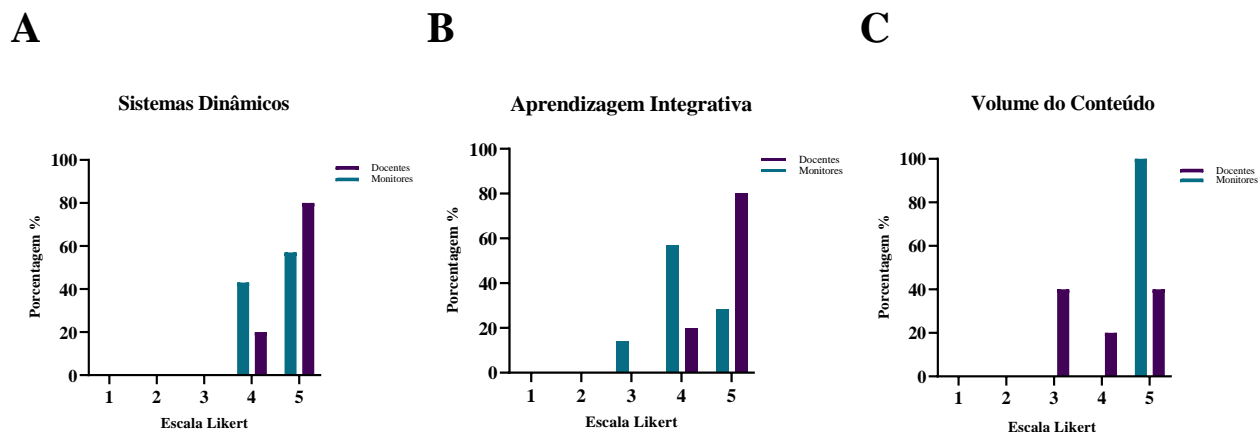 A
Sistemas Dinâmicos
Porcentagem %
100
80
60
40
20
0
1 2 3 4 5
Escala Likert
Docentes
Monitores
B
Aprendizagem Integrativa
Porcentagem %
100
80
60
40
20
0
1 2 3 4 5
Escala Likert
Docentes
Monitores
C
Volume do Conteúdo
Porcentagem %
100
80
60
40
20
0
1 2 3 4 5
Escala Likert
Docentes
Monitores